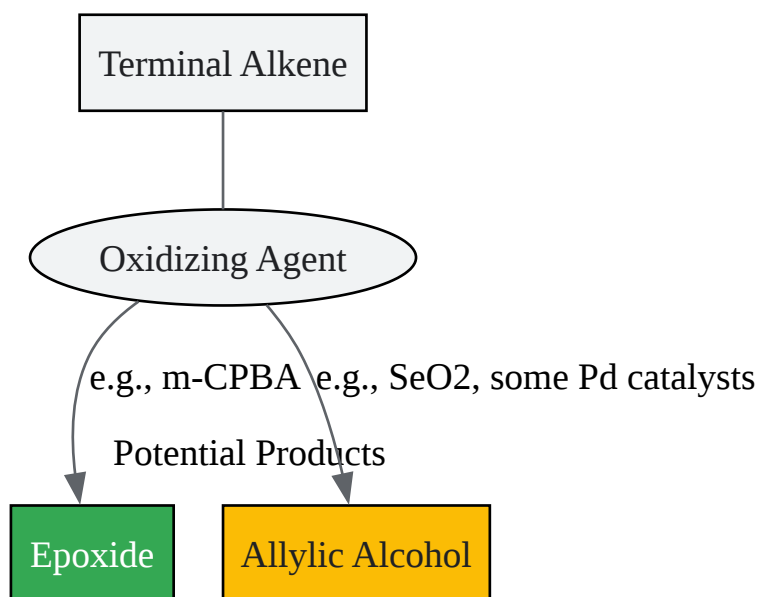 Terminal Alkene
Oxidizing Agent
e.g., m-CPBA
e.g., SeO2, some Pd catalysts
Potential Products
Epoxide
Allylic Alcohol